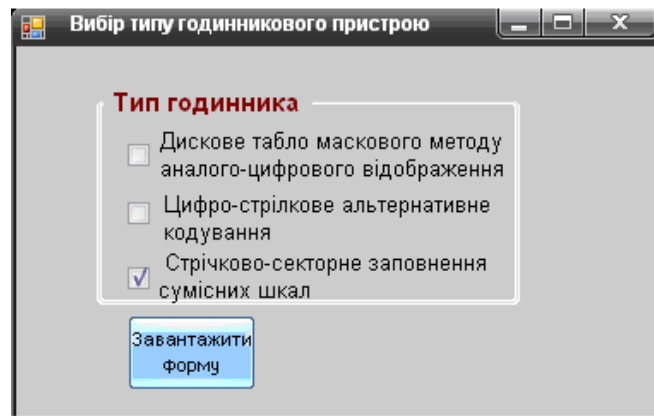 Вибір типу годинникового пристрою
Тип годинника
Дискове табло маскового методу
аналого-цифрового відображення
Цифро-стрілкове альтернативне
кодування
Стрічково-секторне заповнення
сумісних шкал
Завантажити
форму